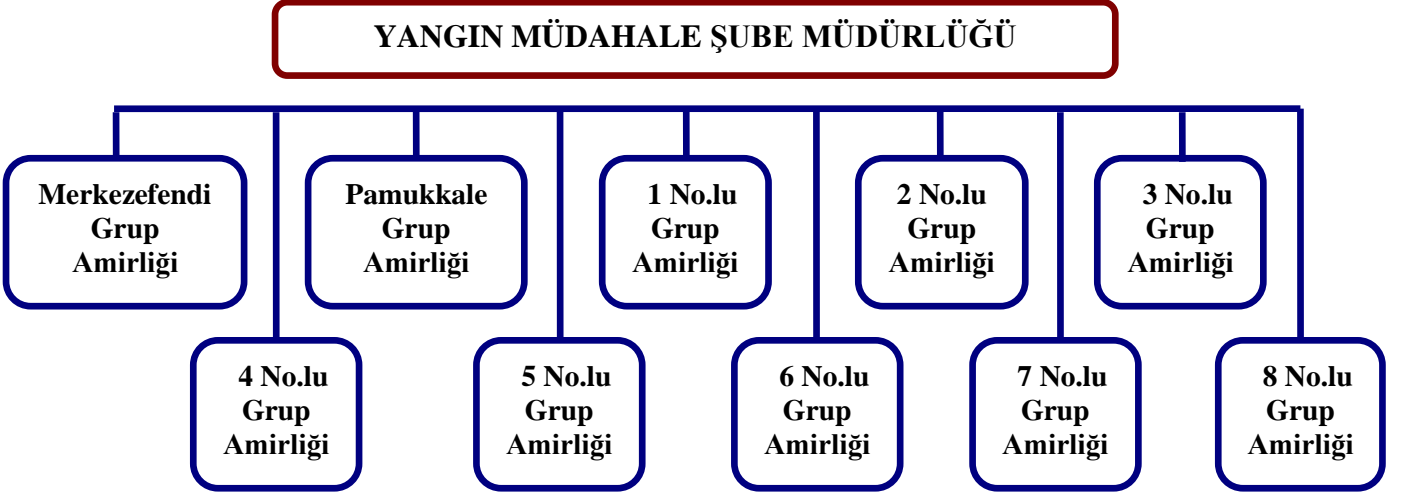 YANGIN MÜDAHALE ŞUBE MÜDÜRLÜĞÜ
Merkezefendi
Grup
Amirliği
Pamukkale
Grup
Amirliği
1 No.lu
Grup
Amirliği
2 No.lu
Grup
Amirliği
3 No.lu
Grup
Amirliği
4 No.lu
Grup
Amirliği
5 No.lu
Grup
Amirliği
6 No.lu
Grup
Amirliği
7 No.lu
Grup
Amirliği
8 No.lu
Grup
Amirliği